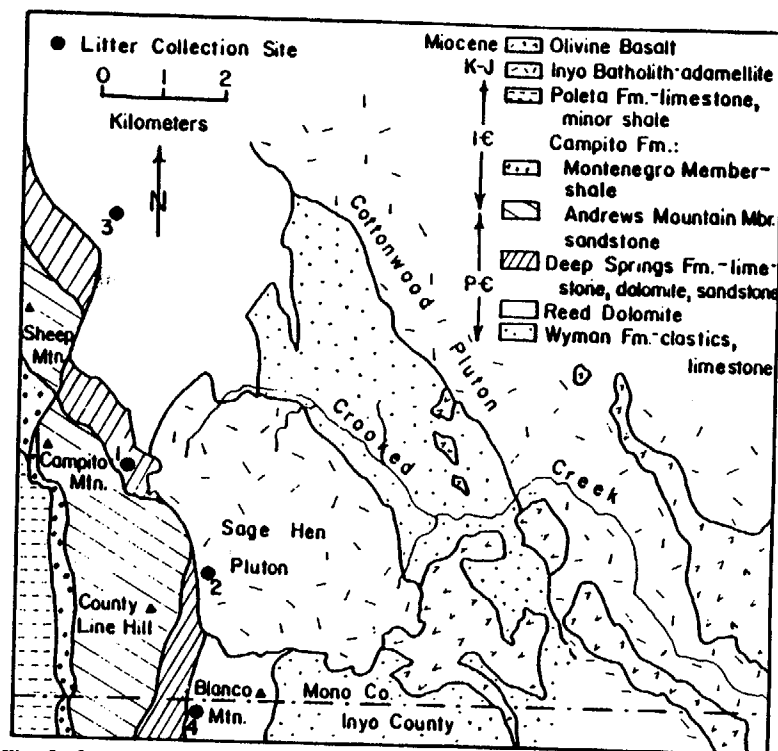 Litter Collection Site
0 1 2
Kilometers
N
Miocene Olivine Basalt
K-J Inyo Batholith-adamellite
Poleta Fm.-limestone,
minor shale
Campito Fm.:
Montenegro Member-
shale
Andrews Mountain Mbr.
sandstone
Deep Springs Fm.-lime-
stone, dolomite, sandstone
Reed Dolomite
Wyman Fm.-clastics,
limestone
l-Є
P-Є
3
Sheep
Mtn.
Cottonwood
Pluton
Crooked
Creek
1
Campito
Mtn.
Sage Hen
Pluton
2
County
Line Hill
Blanco
Mtn.
4
Mono Co.
Inyo County